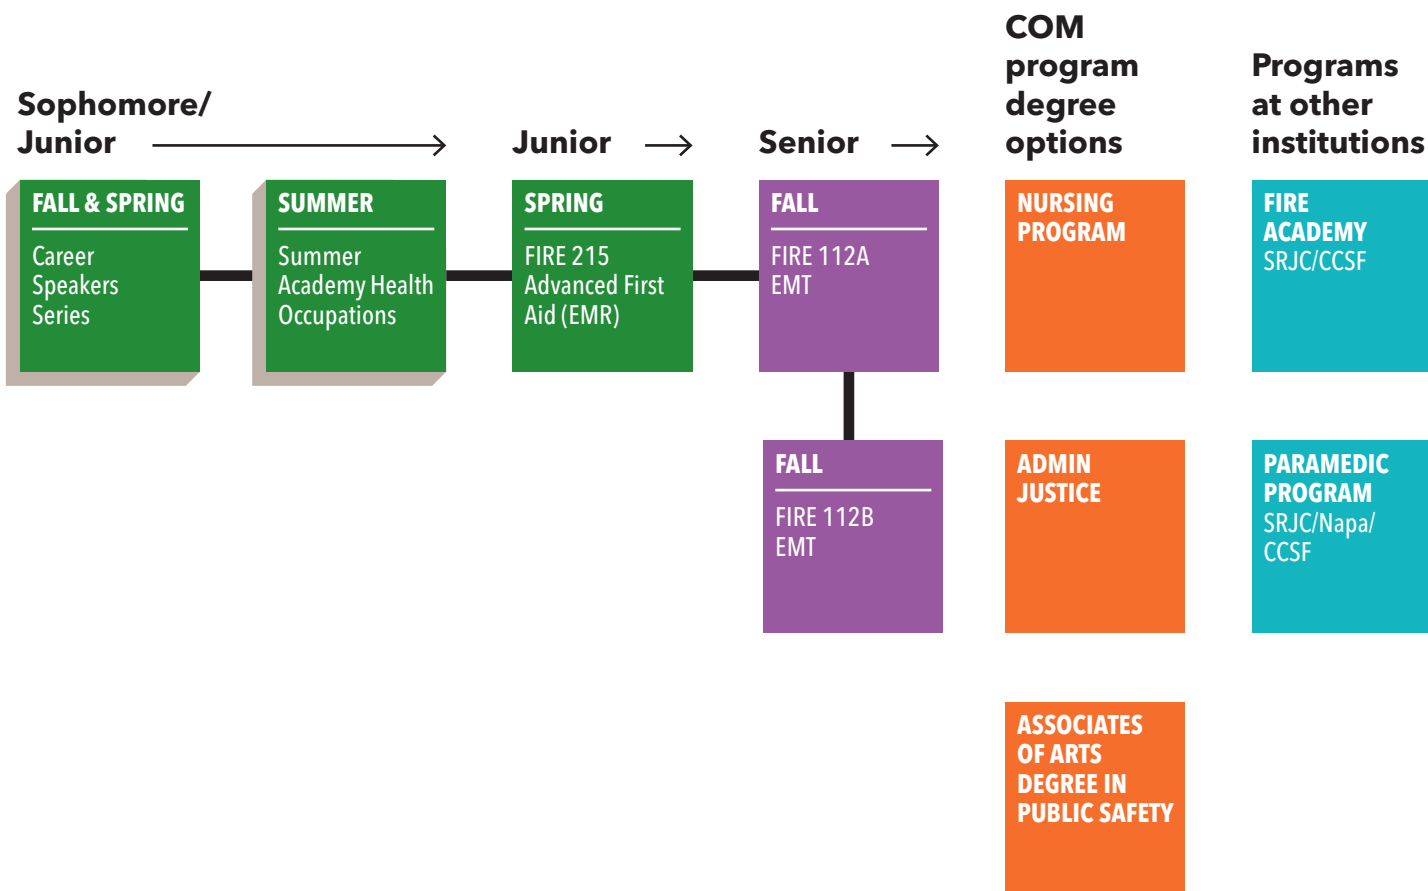 Sophomore/
Junior
Junior
Senior
COM
program
degree
options
Programs
at other
institutions
FALL & SPRING
Career
Speakers
Series
SUMMER
Summer
Academy Health
Occupations
SPRING
FIRE 215
Advanced First
Aid (EMR)
FALL
FIRE 112A
EMT
NURSING
PROGRAM
FIRE
ACADEMY
SRJC/CCSF
FALL
FIRE 112B
EMT
ADMIN
JUSTICE
PARAMEDIC
PROGRAM
SRJC/Napa/
CCSF
ASSOCIATES
OF ARTS
DEGREE IN
PUBLIC SAFETY